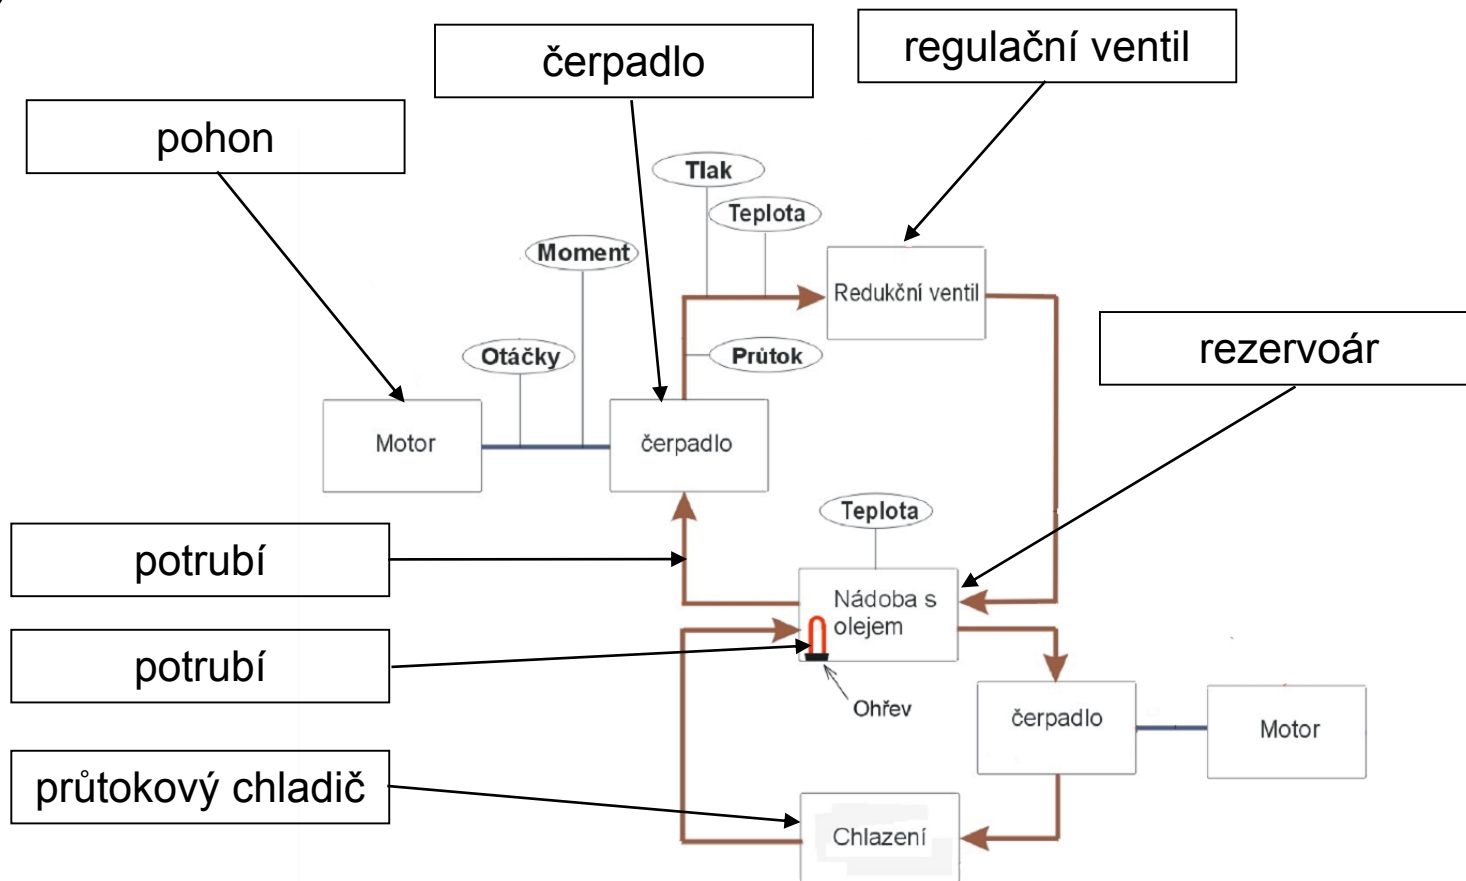 čerpadlo
regulační ventil
pohon
Tlak
Teplota
Moment
Redukční ventil
Otáčky
Průtok
rezervoár
Motor
čerpadlo
Teplota
potrubí
Nádoba s
olejem
potrubí
Ohřev
čerpadlo
Motor
průtokový chladič
Chlazení